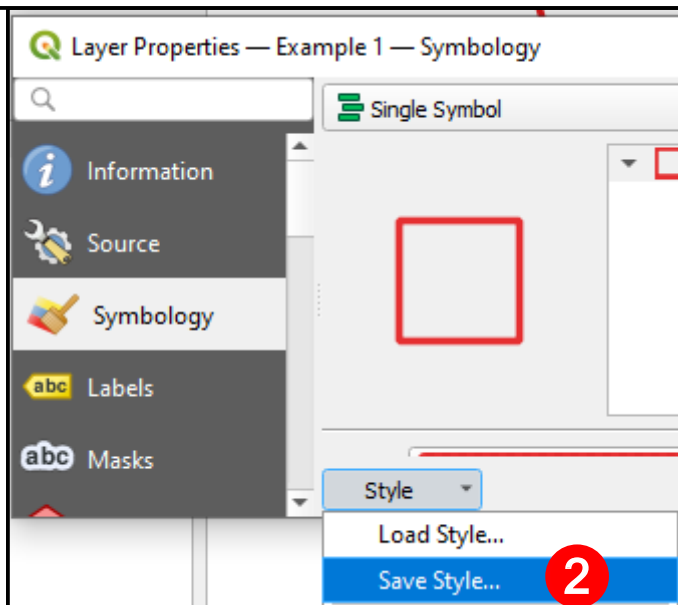 Layer Properties — Example 1 — Symbology
Single Symbol
Information
Source
Symbology
abc Labels
abc Masks
Style
Load Style...
Save Style... 2